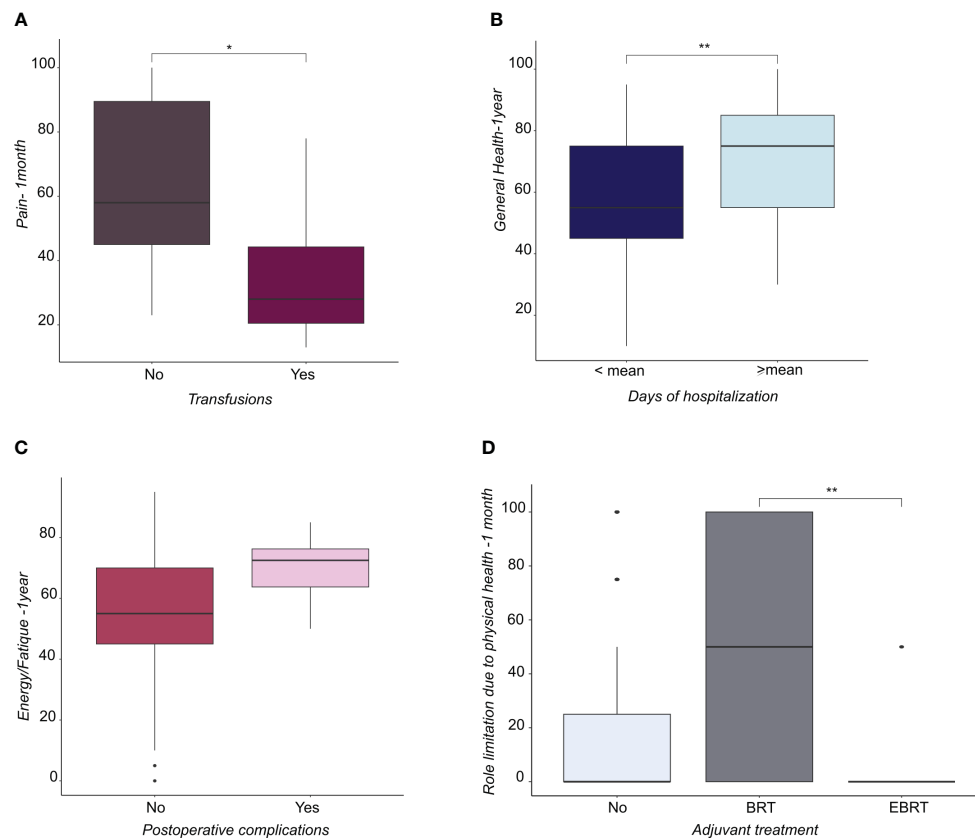 A
*
Pain- 1month
100
80
60
40
20
No
Yes
Transfusions
B
**
General Health-1year
100
80
60
40
20
< mean
≥mean
Days of hospitalization
C
Energy/Fatique -1year
80
60
40
20
0
No
Yes
Postoperative complications
D
**
Role limitation due to physical health -1 month
100
80
60
40
20
0
No
BRT
EBRT
Adjuvant treatment